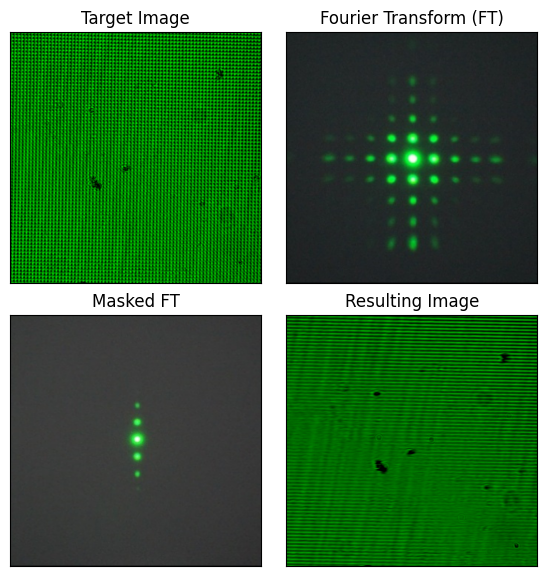 Target Image
Fourier Transform (FT)
Masked FT
Resulting Image